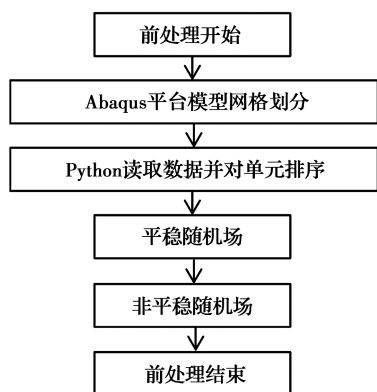 前处理开始
Abaqus平台模型网格划分
Python读取数据并对单元排序
平稳随机场
非平稳随机场
前处理结束